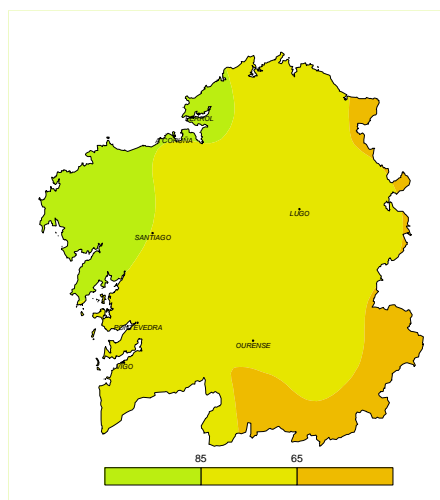 FERROL
A CORUÑA
LUGO
SANTIAGO
PONTEVEDRA
OURENSE
VIGO
85 65